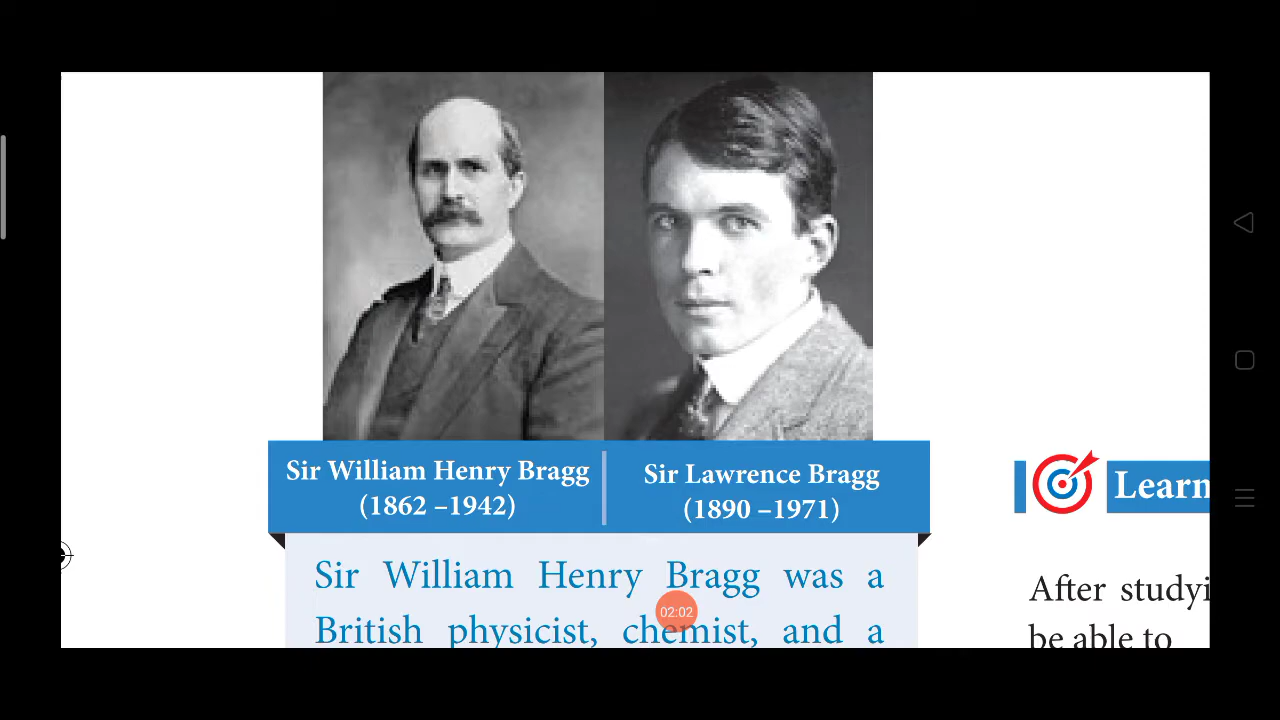 Sir William Henry Bragg
(1862 –1942)
Sir Lawrence Bragg
(1890 –1971)
Sir William Henry Bragg was a
British physicist, chemist, and a
02:02
Learn
After studyi
be able to